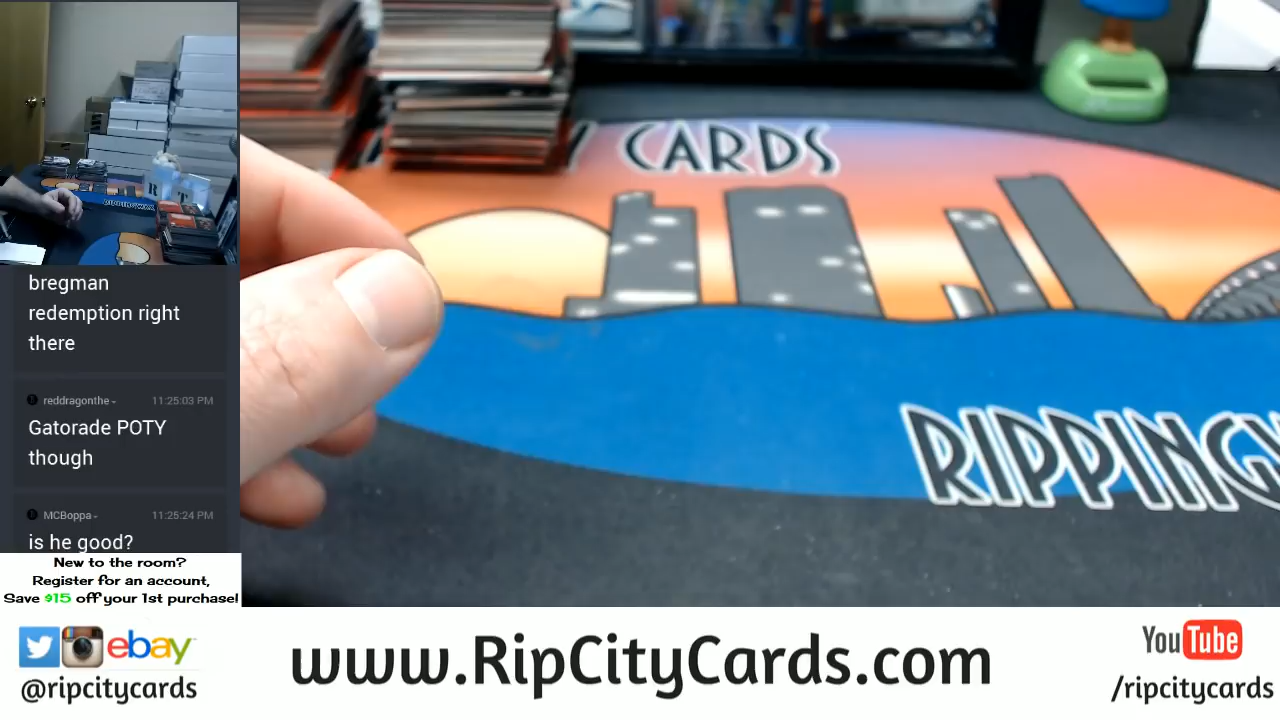 bregman
redemption right
there
reddragonthe - 11:25:03 PM
Gatorade POTY
though
MCBoppa - 11:25:24 PM
is he good?
New to the room?
Register for an account,
Save $15 off your 1st purchase!
CARDS
ebay
@ripcitycards
www.RipCityCards.com
YouTube
/ripcitycards